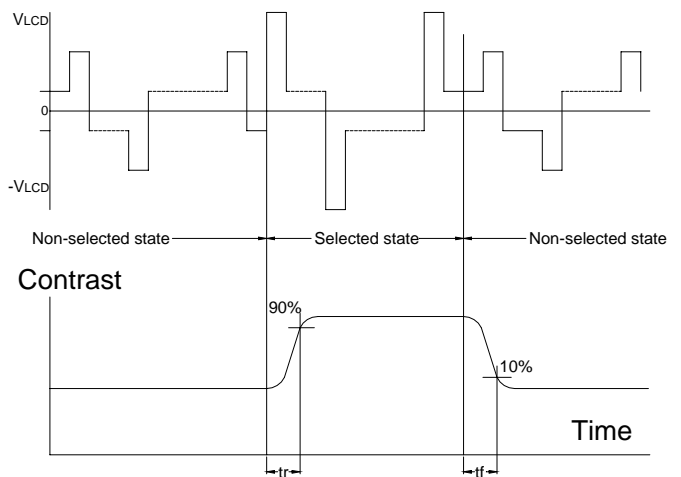 VLCD
0
-VLCD
Non-selected state
Selected state
Non-selected state
Contrast
90%
10%
Time
tr
tf